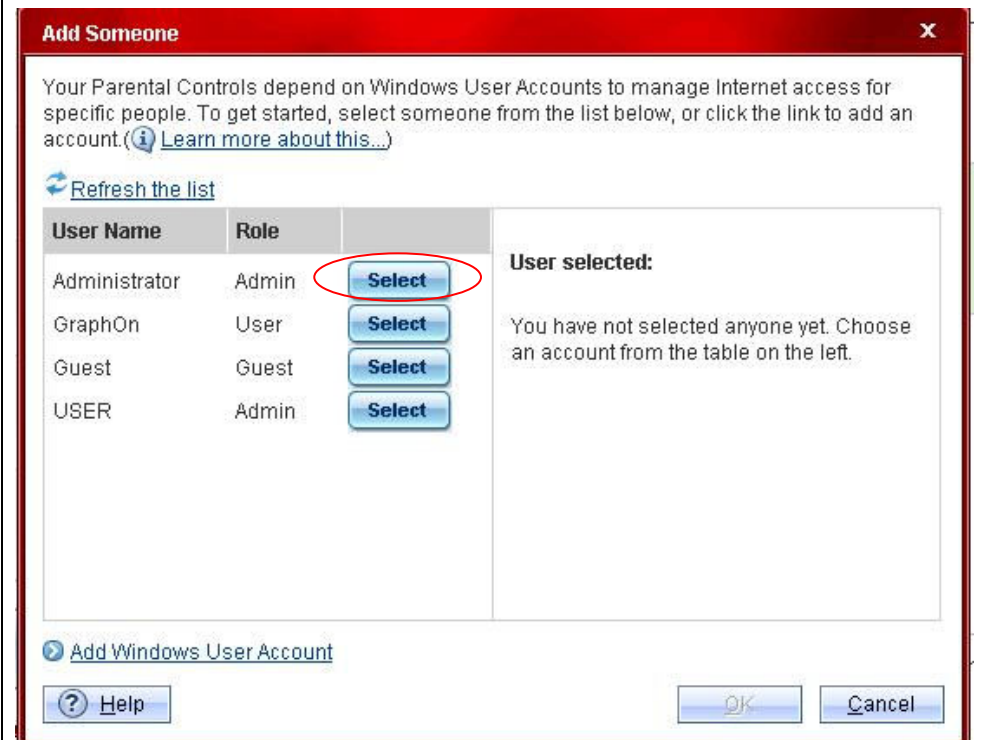 Add Someone x
Your Parental Controls depend on Windows User Accounts to manage Internet access for
specific people. To get started, select someone from the list below, or click the link to add an
account.(i Learn more about this...)
Refresh the list
User Name Role
Administrator Admin Select
GraphOn User Select
Guest Guest Select
USER Admin Select
User selected:
You have not selected anyone yet. Choose
an account from the table on the left.
Add Windows User Account
? Help OK Cancel